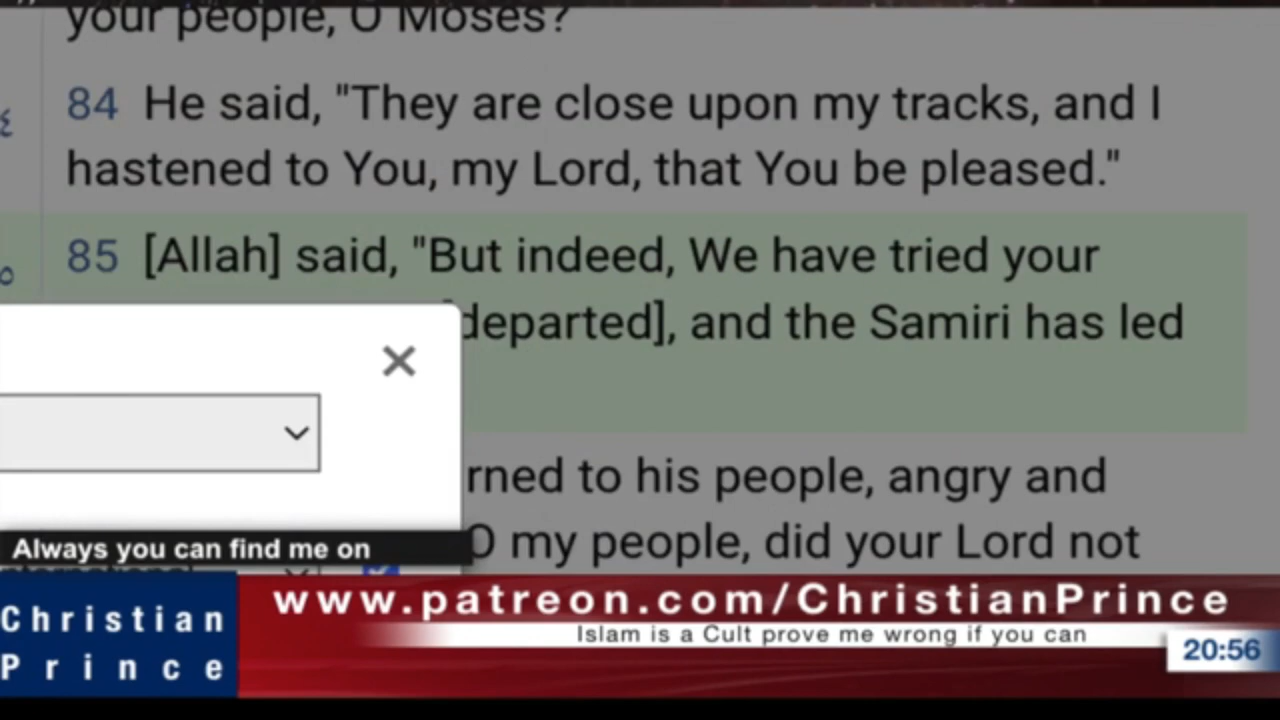 your people, O Moses?
84 He said, "They are close upon my tracks, and I
hastened to You, my Lord, that You be pleased."
85 [Allah] said, "But indeed, We have tried your
departed], and the Samiri has led
rned to his people, angry and
O my people, did your Lord not
Always you can find me on
Christian
Prince
www.patreon.com/ChristianPrince
Islam is a Cult prove me wrong if you can
20:56